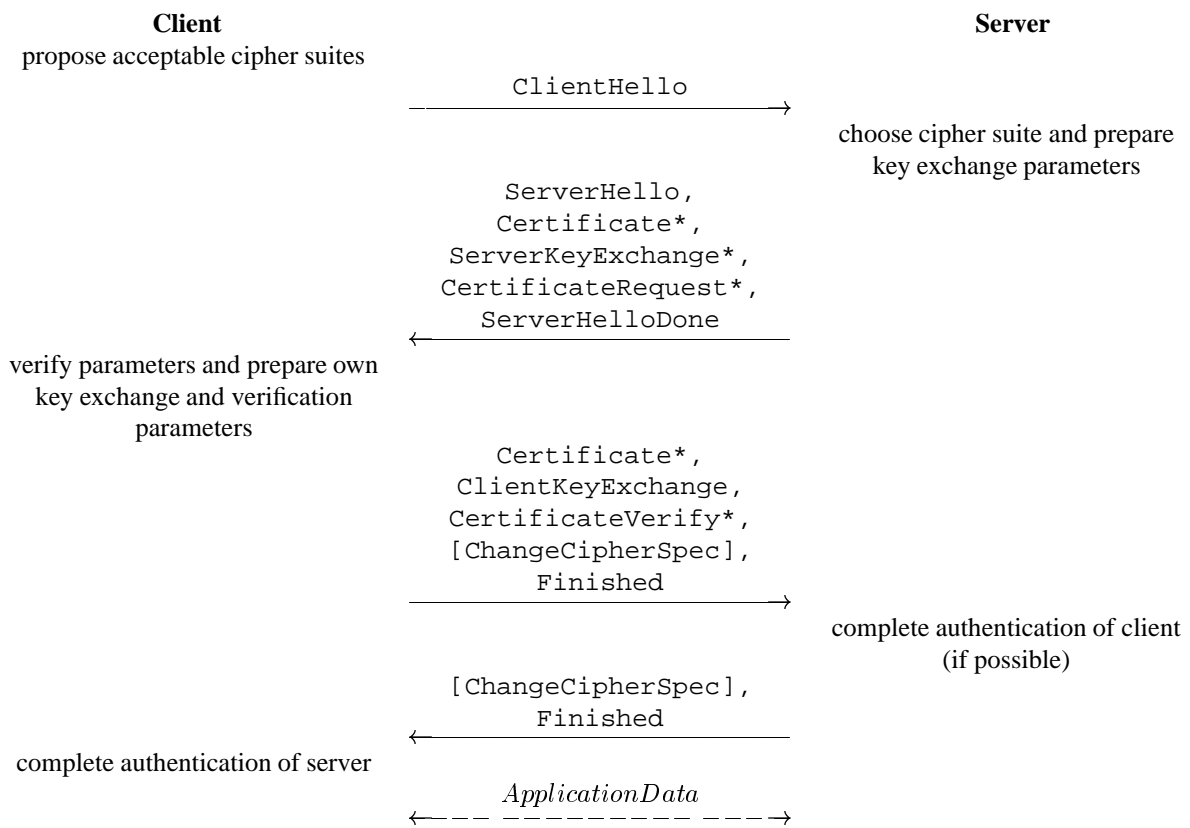 Client
Server
propose acceptable cipher suites
ClientHello
choose cipher suite and prepare
key exchange parameters
ServerHello,
Certificate*,
ServerKeyExchange*,
CertificateRequest*,
ServerHelloDone
verify parameters and prepare own
key exchange and verification
parameters
Certificate*,
ClientKeyExchange,
CertificateVerify*,
[ChangeCipherSpec],
Finished
complete authentication of client
(if possible)
[ChangeCipherSpec],
Finished
complete authentication of server
ApplicationData